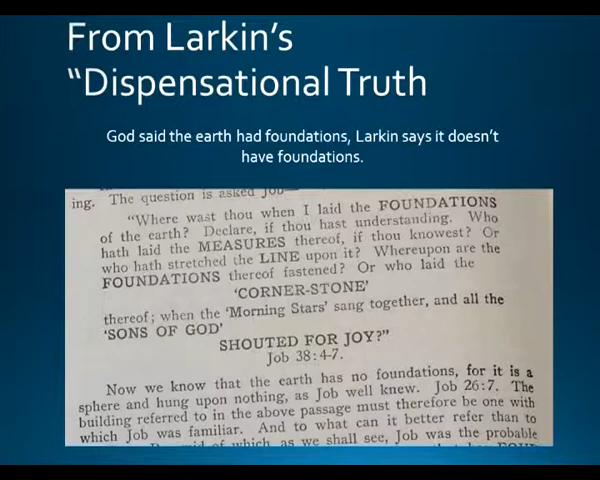 From Larkin's
"Dispensational Truth
God said the earth had foundations, Larkin says it doesn't
have foundations.
ing. The question is asked Job—
"Where wast thou when I laid the FOUNDATIONS
of the earth? Declare, if thou hast understanding. Who
hath laid the MEASURES thereof, if thou knowest? Or
who hath stretched the LINE upon it? Whereupon are the
FOUNDATIONS thereof fastened? Or who laid the
'CORNER-STONE'
thereof; when the 'Morning Stars' sang together, and all the
'SONS OF GOD'
SHOUTED FOR JOY?"
Job 38:4-7.
Now we know that the earth has no foundations, for it is a
sphere and hung upon nothing, as Job well knew. Job 26:7. The
building referred to in the above passage must therefore be one with
which Job was familiar. And to what can it better refer than to
of which, as we shall see, Job was the probable